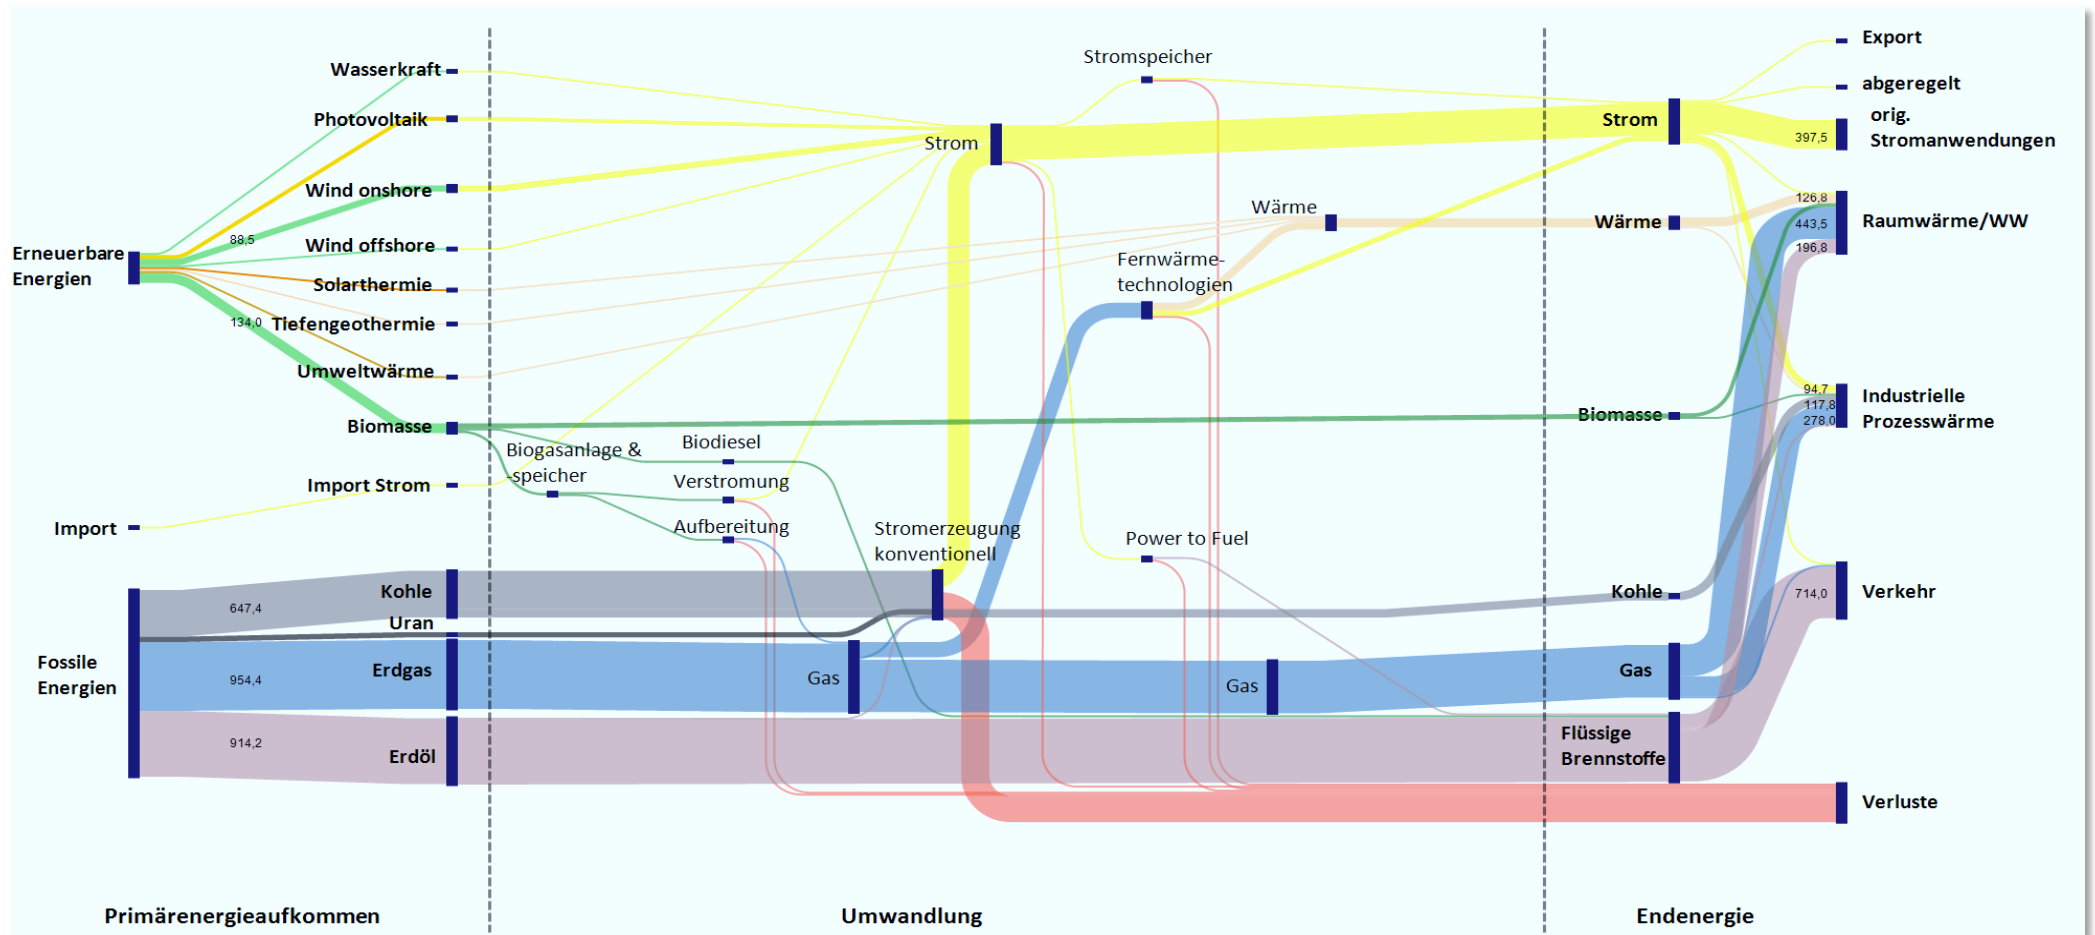 Export
Stromspeicher
Wasserkraft
abgeregelt
orig.
Stromanwendungen
Photovoltaik
Strom
Strom
397,5
Wind onshore
126,8
Wärme
Wärme
443,5
Raumwärme/WW
88,5
Wind offshore
196,8
Erneuerbare
Energien
Fernwärme-
technologien
Solarthermie
134,0
Tiefengeothermie
Umweltwärme
94,7
Industrielle
Prozesswärme
117,8
278,0
Biomasse
Biomasse
Biogasanlage &
-speicher
Biodiesel
Verstromung
Import Strom
Import
Aufbereitung
Stromerzeugung
konventionell
Power to Fuel
Kohle
Kohle
714,0
Verkehr
647,4
Uran
Fossile
Energien
954,4
Erdgas
Gas
Gas
Gas
914,2
Erdöl
Flüssige
Brennstoffe
Verluste
Primärenergieaufkommen
Umwandlung
Endenergie